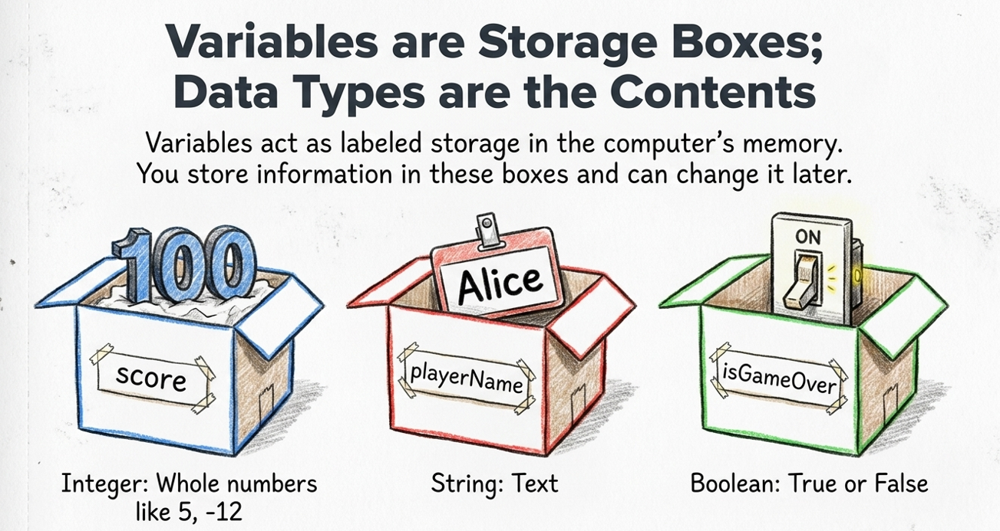 Variables are Storage Boxes;
Data Types are the Contents
Variables act as labeled storage in the computer's memory.
You store information in these boxes and can change it later.
100
Alice
ON
score
playerName
isGameOver
Integer: Whole numbers
like 5, -12
String: Text
Boolean: True or False